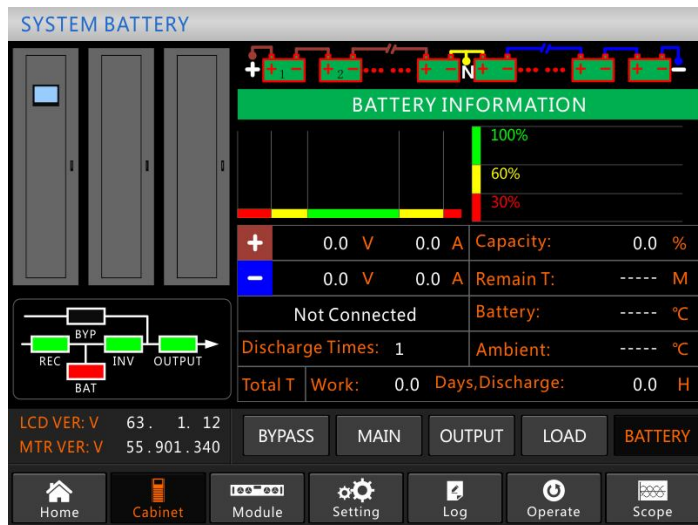 SYSTEM BATTERY
+ + 1 - + 2 - ... ... + - N + - ... ... + - + - -
BATTERY INFORMATION
100%
60%
30%
+ 0.0 V 0.0 A Capacity: 0.0 %
- 0.0 V 0.0 A Remain T: ----- M
Not Connected Battery: ----- ℃
Discharge Times: 1 Ambient: ----- ℃
Total T Work: 0.0 Days,Discharge: 0.0 H
BYP
REC INV OUTPUT
BAT
LCD VER: V 63. 1. 12
MTR VER: V 55.901.340
BYPASS MAIN OUTPUT LOAD BATTERY
Home Cabinet Module Setting Log Operate Scope